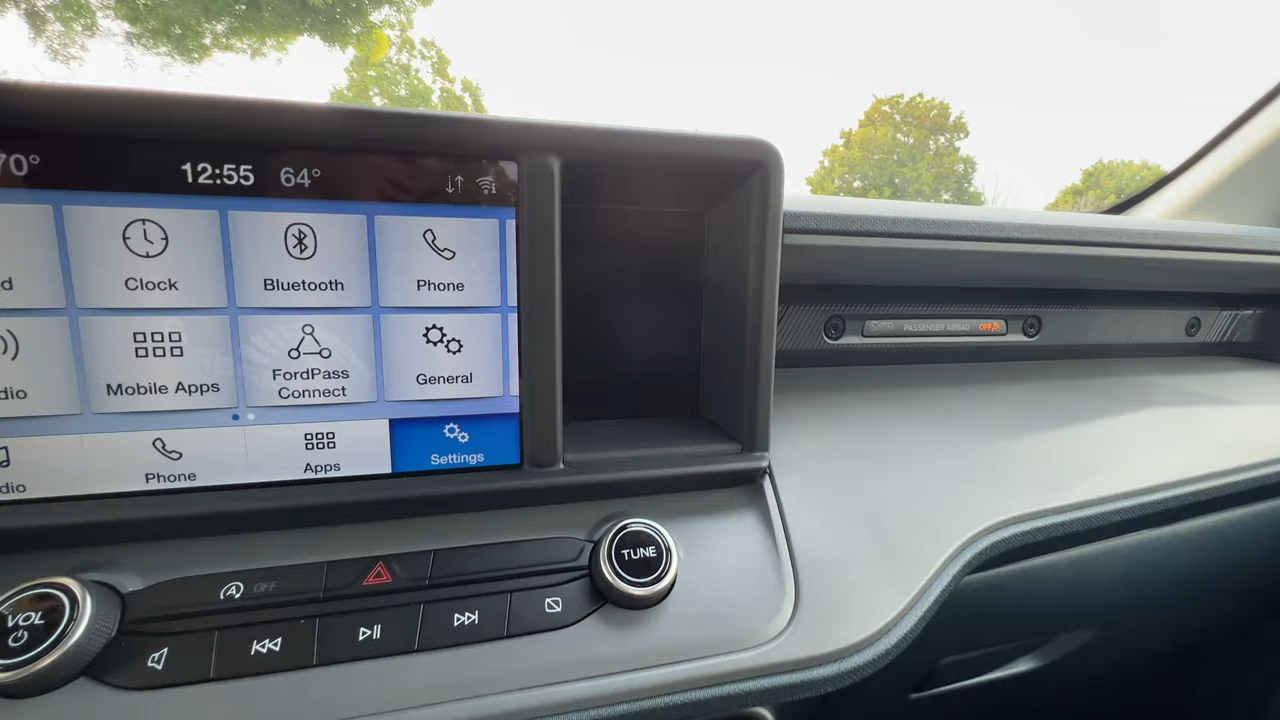 70° 12:55 64°
d Clock Bluetooth Phone
dio Mobile Apps FordPass
Connect General
dio Phone Apps Settings
PASSENGER AIRBAG OFF
VOL OFF TUNE